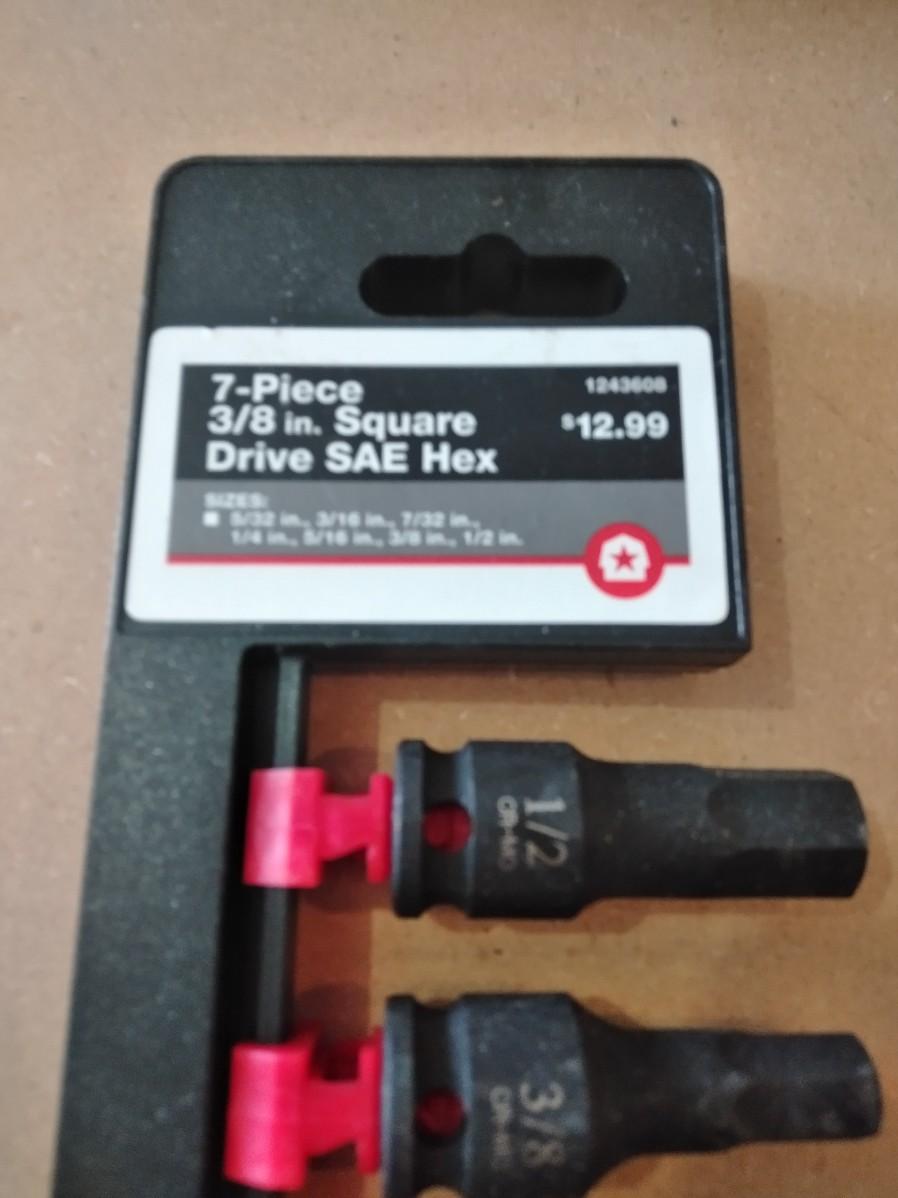 7-Piece
1243608
3/8 in. Square
$12.99
Drive SAE Hex
SIZES:
■ 5/32 in., 3/16 in., 7/32 in.,
1/4 in., 5/16 in., 3/8 in., 1/2 in.
1/2
CR-MO
3/8
CR-MO